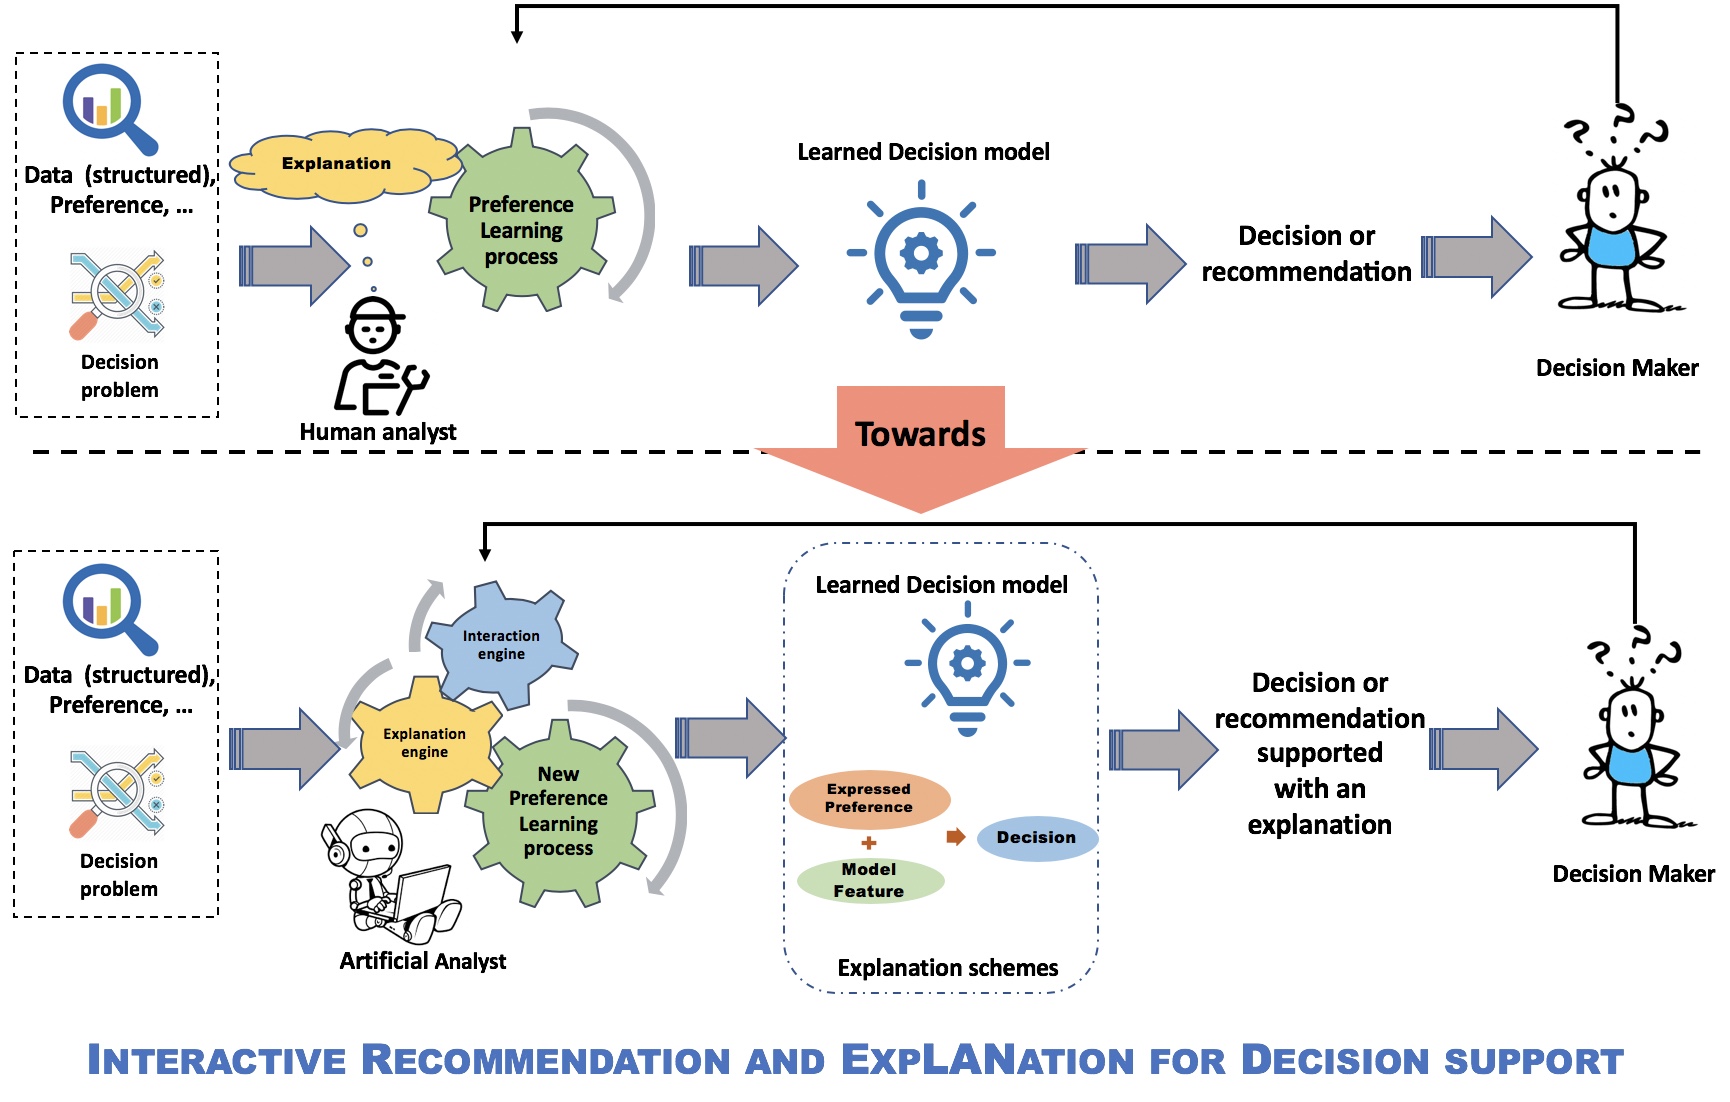 Data (structured),
Preference, ...
Decision
problem
Explanation
Human analyst
Preference
Learning
process
Learned Decision model
Decision or
recommendation
Decision Maker
Towards
Data (structured),
Preference, ...
Decision
problem
Interaction
engine
Explanation
engine
New
Preference
Learning
process
Artificial Analyst
Learned Decision model
Expressed
Preference
+
Model
Feature
Decision
Explanation schemes
Decision or
recommendation
supported
with an
explanation
Decision Maker
INTERACTIVE RECOMMENDATION AND EXPLANATION FOR DECISION SUPPORT